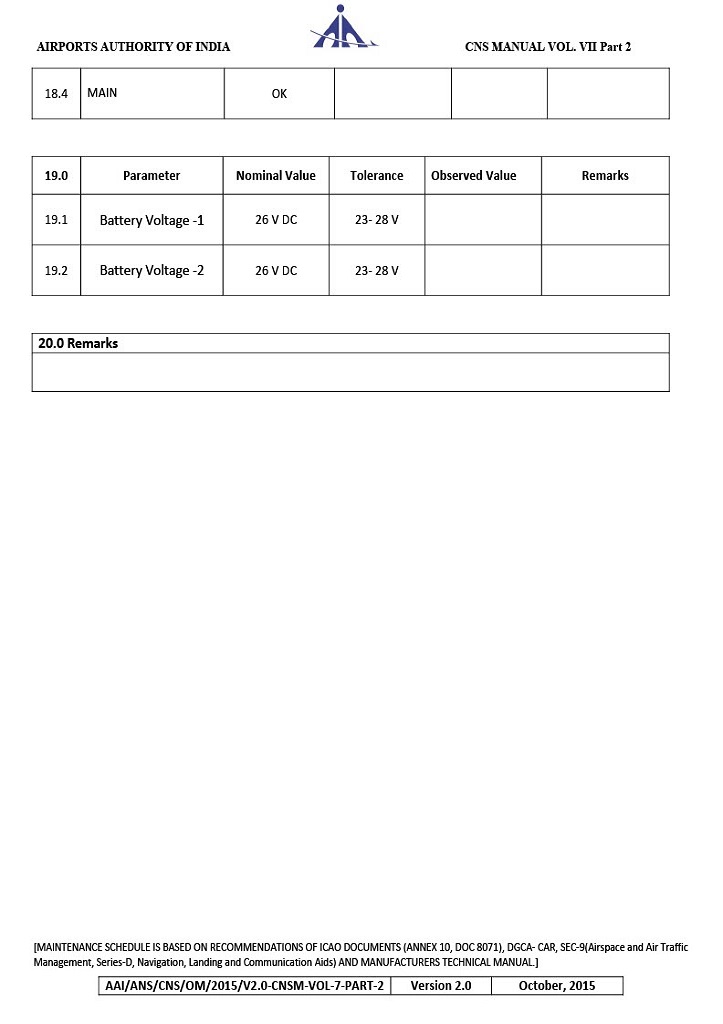 AIRPORTS AUTHORITY OF INDIA CNS MANUAL VOL. VII Part 2
18.4 MAIN OK
19.0 Parameter Nominal Value Tolerance Observed Value Remarks
19.1 Battery Voltage -1 26 V DC 23- 28 V
19.2 Battery Voltage -2 26 V DC 23- 28 V
20.0 Remarks
[MAINTENANCE SCHEDULE IS BASED ON RECOMMENDATIONS OF ICAO DOCUMENTS (ANNEX 10, DOC 8071), DGCA- CAR, SEC-9(Airspace and Air Traffic
Management, Series-D, Navigation, Landing and Communication Aids) AND MANUFACTURERS TECHNICAL MANUAL.]
AAI/ANS/CNS/OM/2015/V2.0-CNSM-VOL-7-PART-2 Version 2.0 October, 2015